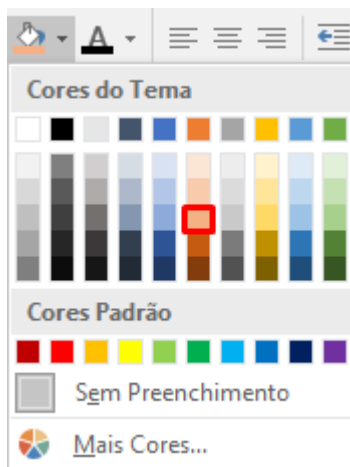 A
Cores do Tema
Cores Padrão
Sem Preenchimento
Mais Cores...